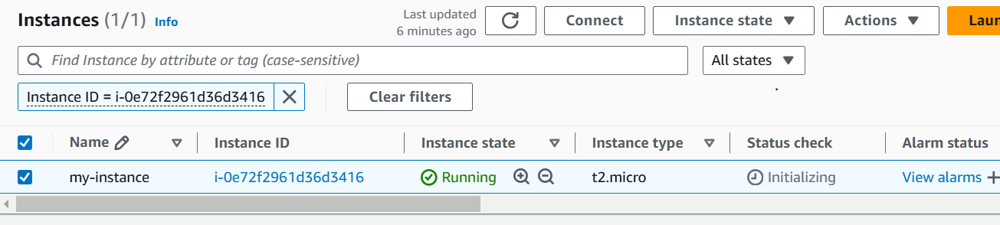 Instances (1/1) Info
Last updated
6 minutes ago
Connect
Instance state
Actions
Find Instance by attribute or tag (case-sensitive)
All states
Instance ID = i-0e72f2961d36d3416
Clear filters
Name Instance ID Instance state Instance type Status check Alarm status
my-instance i-0e72f2961d36d3416 Running t2.micro Initializing View alarms